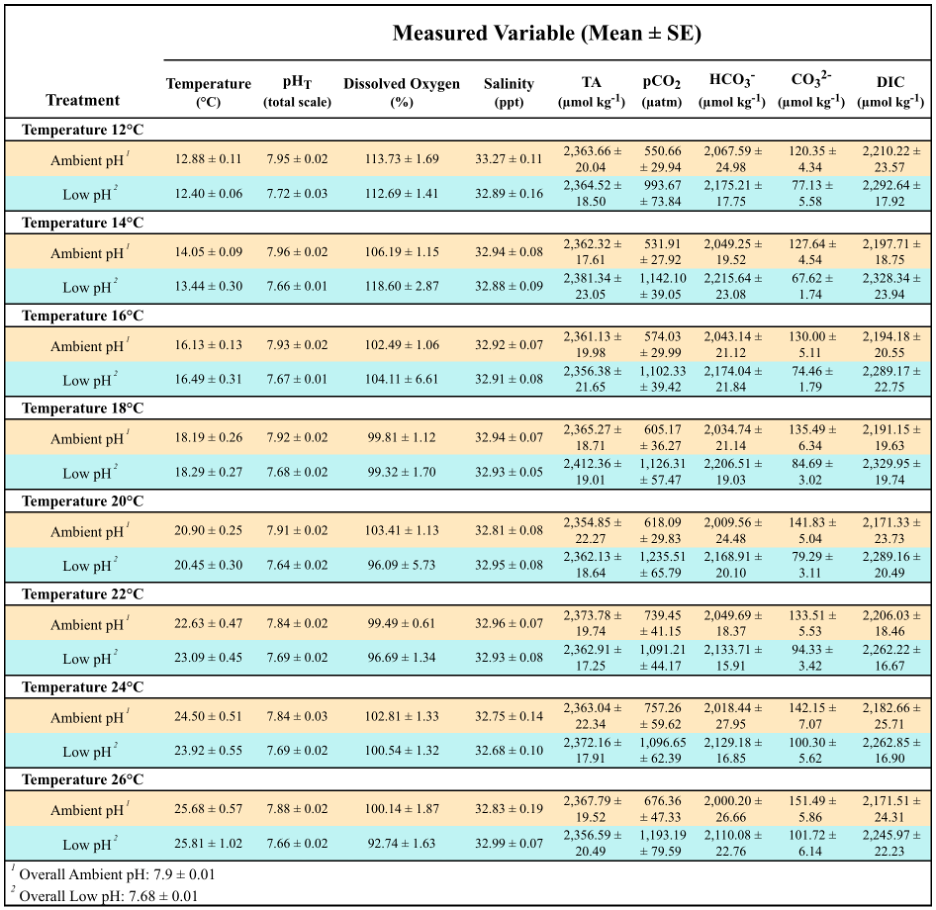 Measured Variable (Mean ± SE)
Treatment Temperature (°C) pHT (total scale) Dissolved Oxygen (%) Salinity (ppt) TA (µmol kg-1) pCO2 (µatm) HCO3- (µmol kg-1) CO32- (µmol kg-1) DIC (µmol kg-1)
Temperature 12°C
Ambient pH1 12.88 ± 0.11 7.95 ± 0.02 113.73 ± 1.69 33.27 ± 0.11 2,363.66 ± 20.04 550.66 ± 29.94 2,067.59 ± 24.98 120.35 ± 4.34 2,210.22 ± 23.57
Low pH2 12.40 ± 0.06 7.72 ± 0.03 112.69 ± 1.41 32.89 ± 0.16 2,364.52 ± 18.50 993.67 ± 73.84 2,175.21 ± 17.75 77.13 ± 5.58 2,292.64 ± 17.92
Temperature 14°C
Ambient pH1 14.05 ± 0.09 7.96 ± 0.02 106.19 ± 1.15 32.94 ± 0.08 2,362.32 ± 17.61 531.91 ± 27.92 2,049.25 ± 19.52 127.64 ± 4.54 2,197.71 ± 18.75
Low pH2 13.44 ± 0.30 7.66 ± 0.01 118.60 ± 2.87 32.88 ± 0.09 2,381.34 ± 23.05 1,142.10 ± 39.05 2,215.64 ± 23.08 67.62 ± 1.74 2,328.34 ± 23.94
Temperature 16°C
Ambient pH1 16.13 ± 0.13 7.93 ± 0.02 102.49 ± 1.06 32.92 ± 0.07 2,361.13 ± 19.98 574.03 ± 29.99 2,043.14 ± 21.12 130.00 ± 5.11 2,194.18 ± 20.55
Low pH2 16.49 ± 0.31 7.67 ± 0.01 104.11 ± 6.61 32.91 ± 0.08 2,356.38 ± 21.65 1,102.33 ± 39.42 2,174.04 ± 21.84 74.46 ± 1.79 2,289.17 ± 22.75
Temperature 18°C
Ambient pH1 18.19 ± 0.26 7.92 ± 0.02 99.81 ± 1.12 32.94 ± 0.07 2,365.27 ± 18.71 605.17 ± 36.27 2,034.74 ± 21.14 135.49 ± 6.34 2,191.15 ± 19.63
Low pH2 18.29 ± 0.27 7.68 ± 0.02 99.32 ± 1.70 32.93 ± 0.05 2,412.36 ± 19.01 1,126.31 ± 57.47 2,206.51 ± 19.03 84.69 ± 3.02 2,329.95 ± 19.74
Temperature 20°C
Ambient pH1 20.90 ± 0.25 7.91 ± 0.02 103.41 ± 1.13 32.81 ± 0.08 2,354.85 ± 22.27 618.09 ± 29.83 2,009.56 ± 24.48 141.83 ± 5.04 2,171.33 ± 23.73
Low pH2 20.45 ± 0.30 7.64 ± 0.02 96.09 ± 5.73 32.95 ± 0.08 2,362.13 ± 18.64 1,235.51 ± 65.79 2,168.91 ± 20.10 79.29 ± 3.11 2,289.16 ± 20.49
Temperature 22°C
Ambient pH1 22.63 ± 0.47 7.84 ± 0.02 99.49 ± 0.61 32.96 ± 0.07 2,373.78 ± 19.74 739.45 ± 41.15 2,049.69 ± 18.37 133.51 ± 5.53 2,206.03 ± 18.46
Low pH2 23.09 ± 0.45 7.69 ± 0.02 96.69 ± 1.34 32.93 ± 0.08 2,362.91 ± 17.25 1,091.21 ± 44.17 2,133.71 ± 15.91 94.33 ± 3.42 2,262.22 ± 16.67
Temperature 24°C
Ambient pH1 24.50 ± 0.51 7.84 ± 0.03 102.81 ± 1.33 32.75 ± 0.14 2,363.04 ± 22.34 757.26 ± 59.62 2,018.44 ± 27.95 142.15 ± 7.07 2,182.66 ± 25.71
Low pH2 23.92 ± 0.55 7.69 ± 0.02 100.54 ± 1.32 32.68 ± 0.10 2,372.16 ± 17.91 1,096.65 ± 62.39 2,129.18 ± 16.85 100.30 ± 5.62 2,262.85 ± 16.90
Temperature 26°C
Ambient pH1 25.68 ± 0.57 7.88 ± 0.02 100.14 ± 1.87 32.83 ± 0.19 2,367.79 ± 19.52 676.36 ± 47.33 2,000.20 ± 26.66 151.49 ± 5.86 2,171.51 ± 24.31
Low pH2 25.81 ± 1.02 7.66 ± 0.02 92.74 ± 1.63 32.99 ± 0.07 2,356.59 ± 20.49 1,193.19 ± 79.59 2,110.08 ± 22.76 101.72 ± 6.14 2,245.97 ± 22.23
1 Overall Ambient pH: 7.9 ± 0.01
2 Overall Low pH: 7.68 ± 0.01